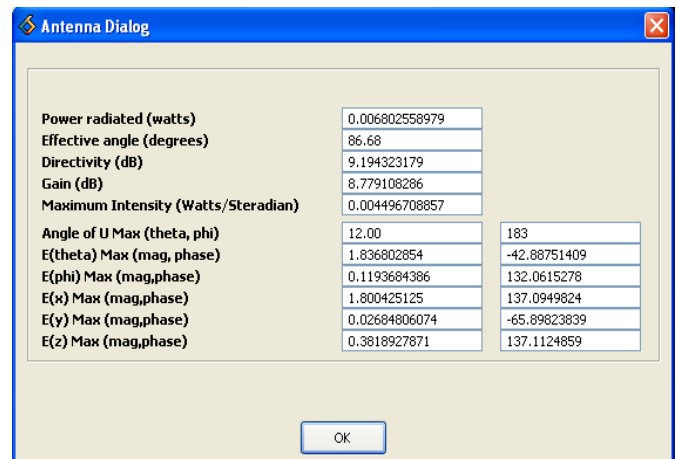 Antenna Dialog
Power radiated (watts) 0.006802558979
Effective angle (degrees) 86.68
Directivity (dB) 9.194323179
Gain (dB) 8.779108286
Maximum Intensity (Watts/Steradian) 0.004496708857
Angle of U Max (theta, phi) 12.00 183
E(theta) Max (mag, phase) 1.836802854 -42.88751409
E(phi) Max (mag,phase) 0.1193684386 132.0615278
E(x) Max (mag,phase) 1.800425125 137.0949824
E(y) Max (mag,phase) 0.02684806074 -65.89823839
E(z) Max (mag,phase) 0.3818927871 137.1124859
OK